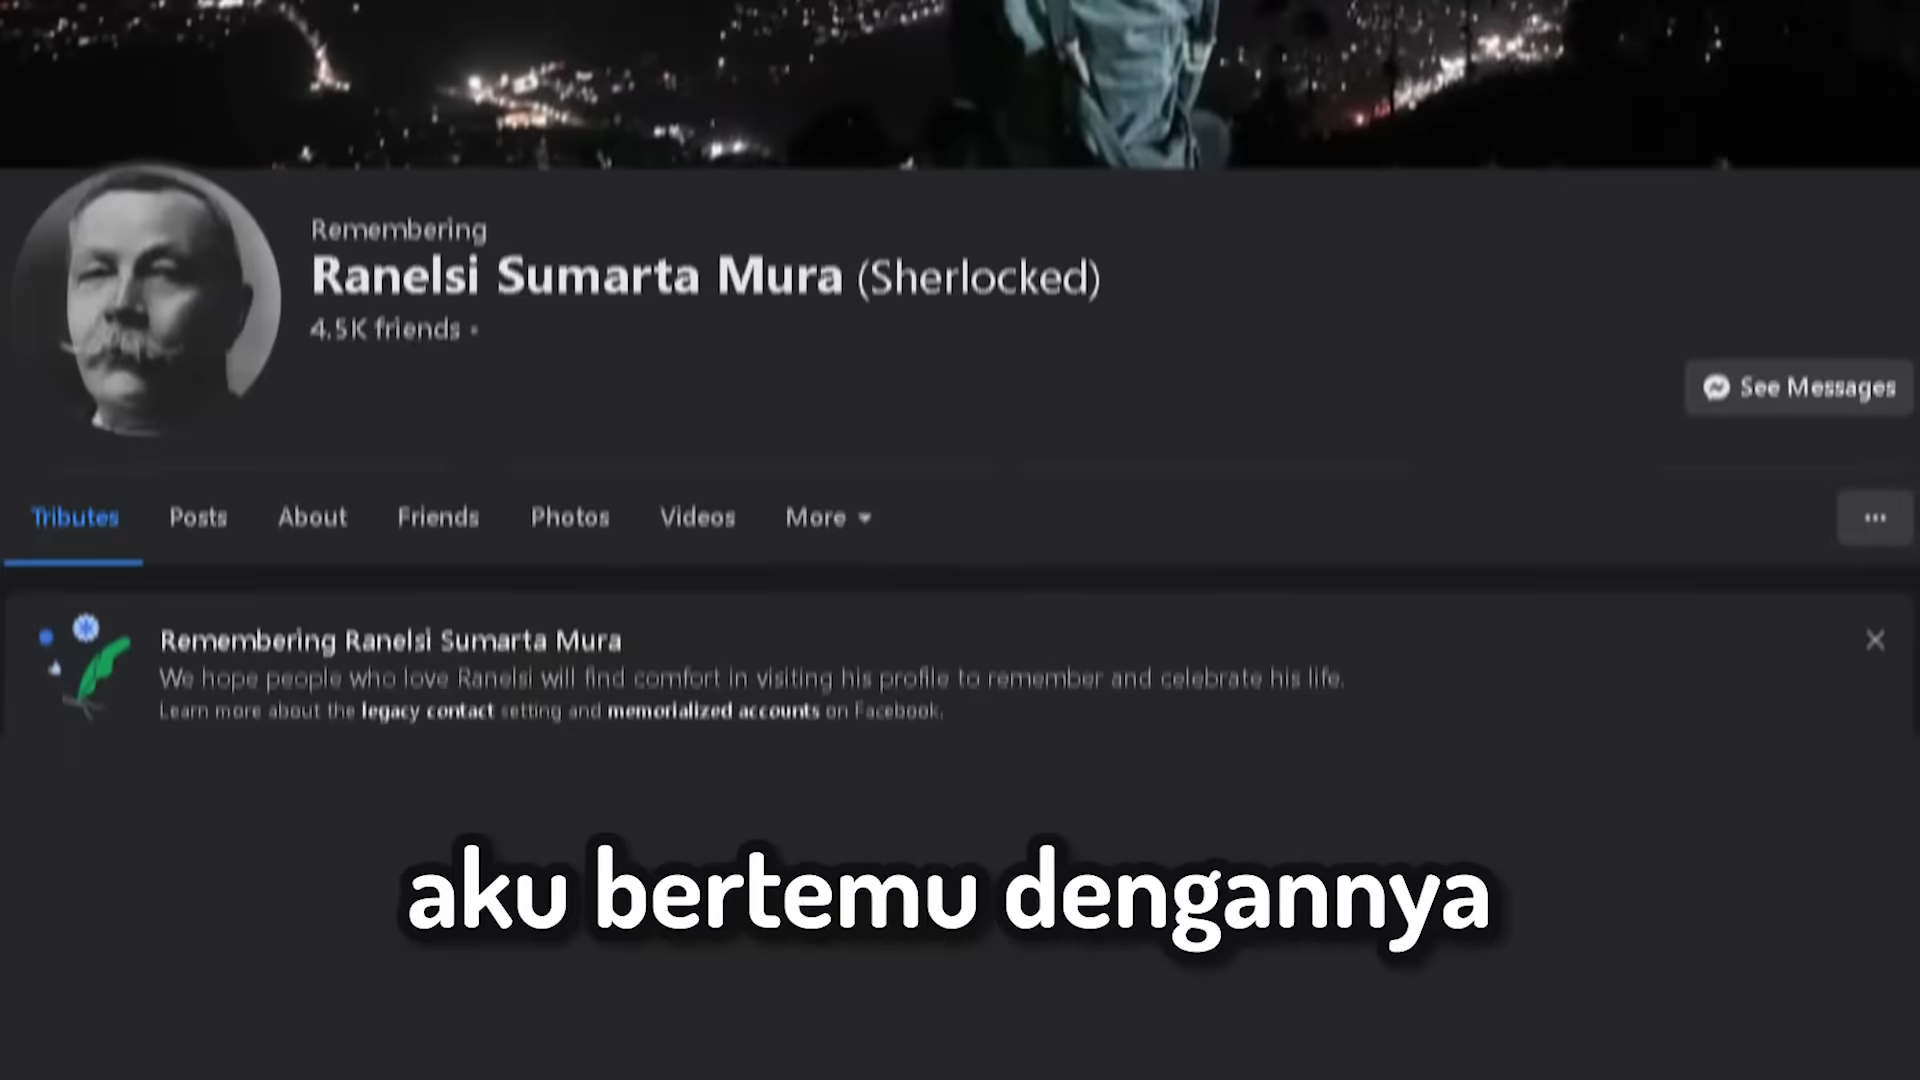 Remembering
Ranelsi Sumarta Mura (Sherlocked)
4.5K friends •
See Messages
Tributes Posts About Friends Photos Videos More
Remembering Ranelsi Sumarta Mura
We hope people who love Ranelsi will find comfort in visiting his profile to remember and celebrate his life.
Learn more about the legacy contact setting and memorialized accounts on Facebook.
aku bertemu dengannya